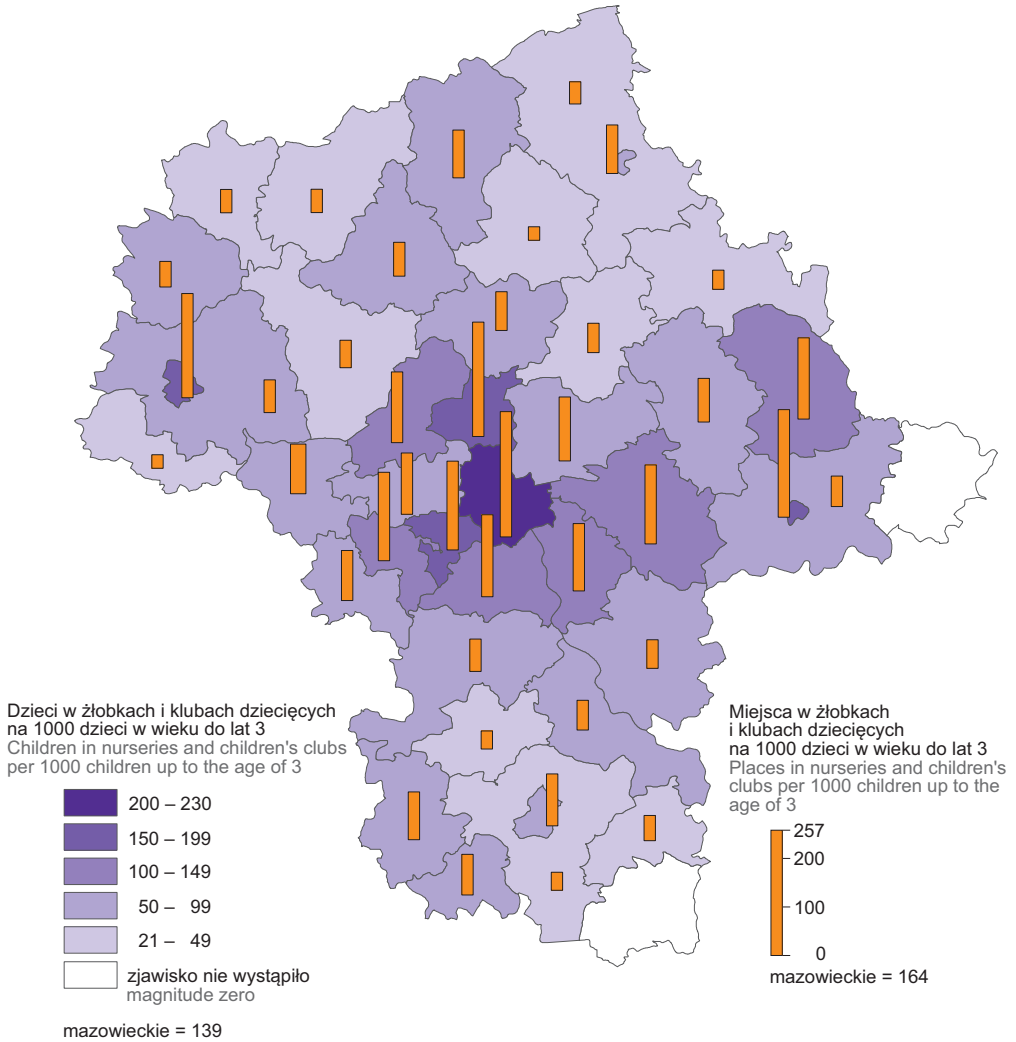 Dzieci w żłobkach i klubach dziecięcych
na 1000 dzieci w wieku do lat 3
Children in nurseries and children's clubs
per 1000 children up to the age of 3
200 – 230
150 – 199
100 – 149
50 – 99
21 – 49
zjawisko nie wystąpiło
magnitude zero
mazowieckie = 139
Miejsca w żłobkach
i klubach dziecięcych
na 1000 dzieci w wieku do lat 3
Places in nurseries and children's
clubs per 1000 children up to the
age of 3
257
200
100
0
mazowieckie = 164